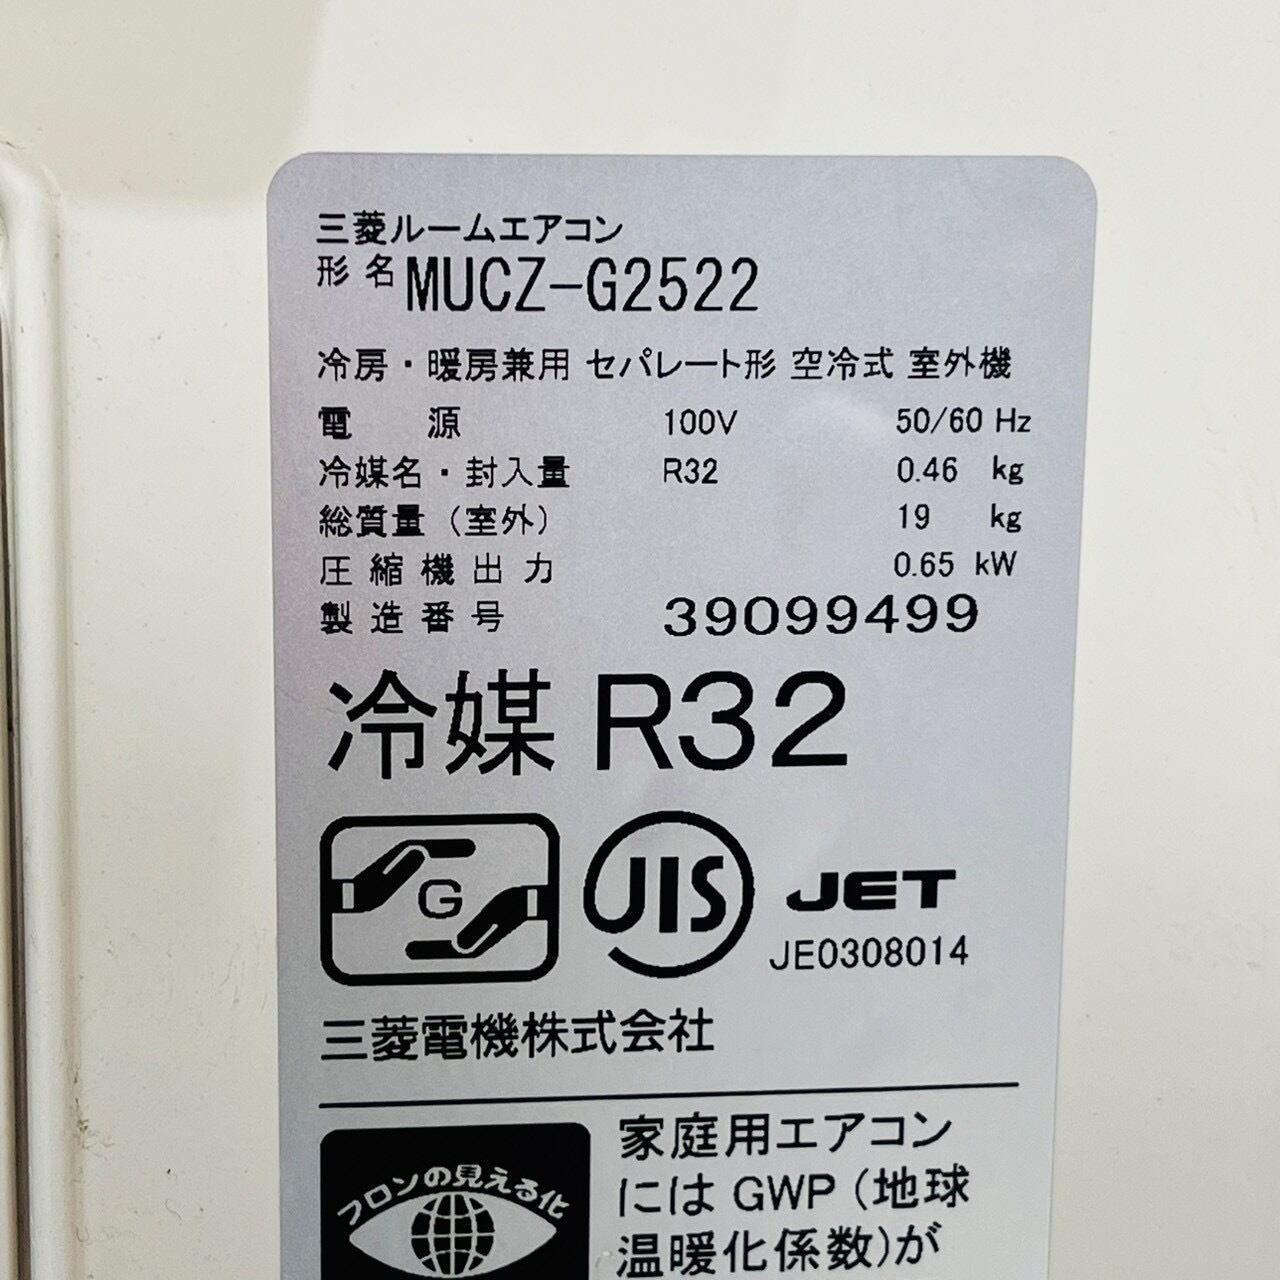 三菱ルームエアコン
形名 MUCZ-G2522
冷房・暖房兼用 セパレート形 空冷式 室外機
電源 100V 50/60 Hz
冷媒名・封入量 R32 0.46 kg
総質量（室外） 19 kg
圧縮機出力 0.65 kW
製造番号 39099499
冷媒 R32
G
JIS
JET
JE0308014
三菱電機株式会社
フロンの見える化
家庭用エアコン
にはGWP（地球
温暖化係数)が